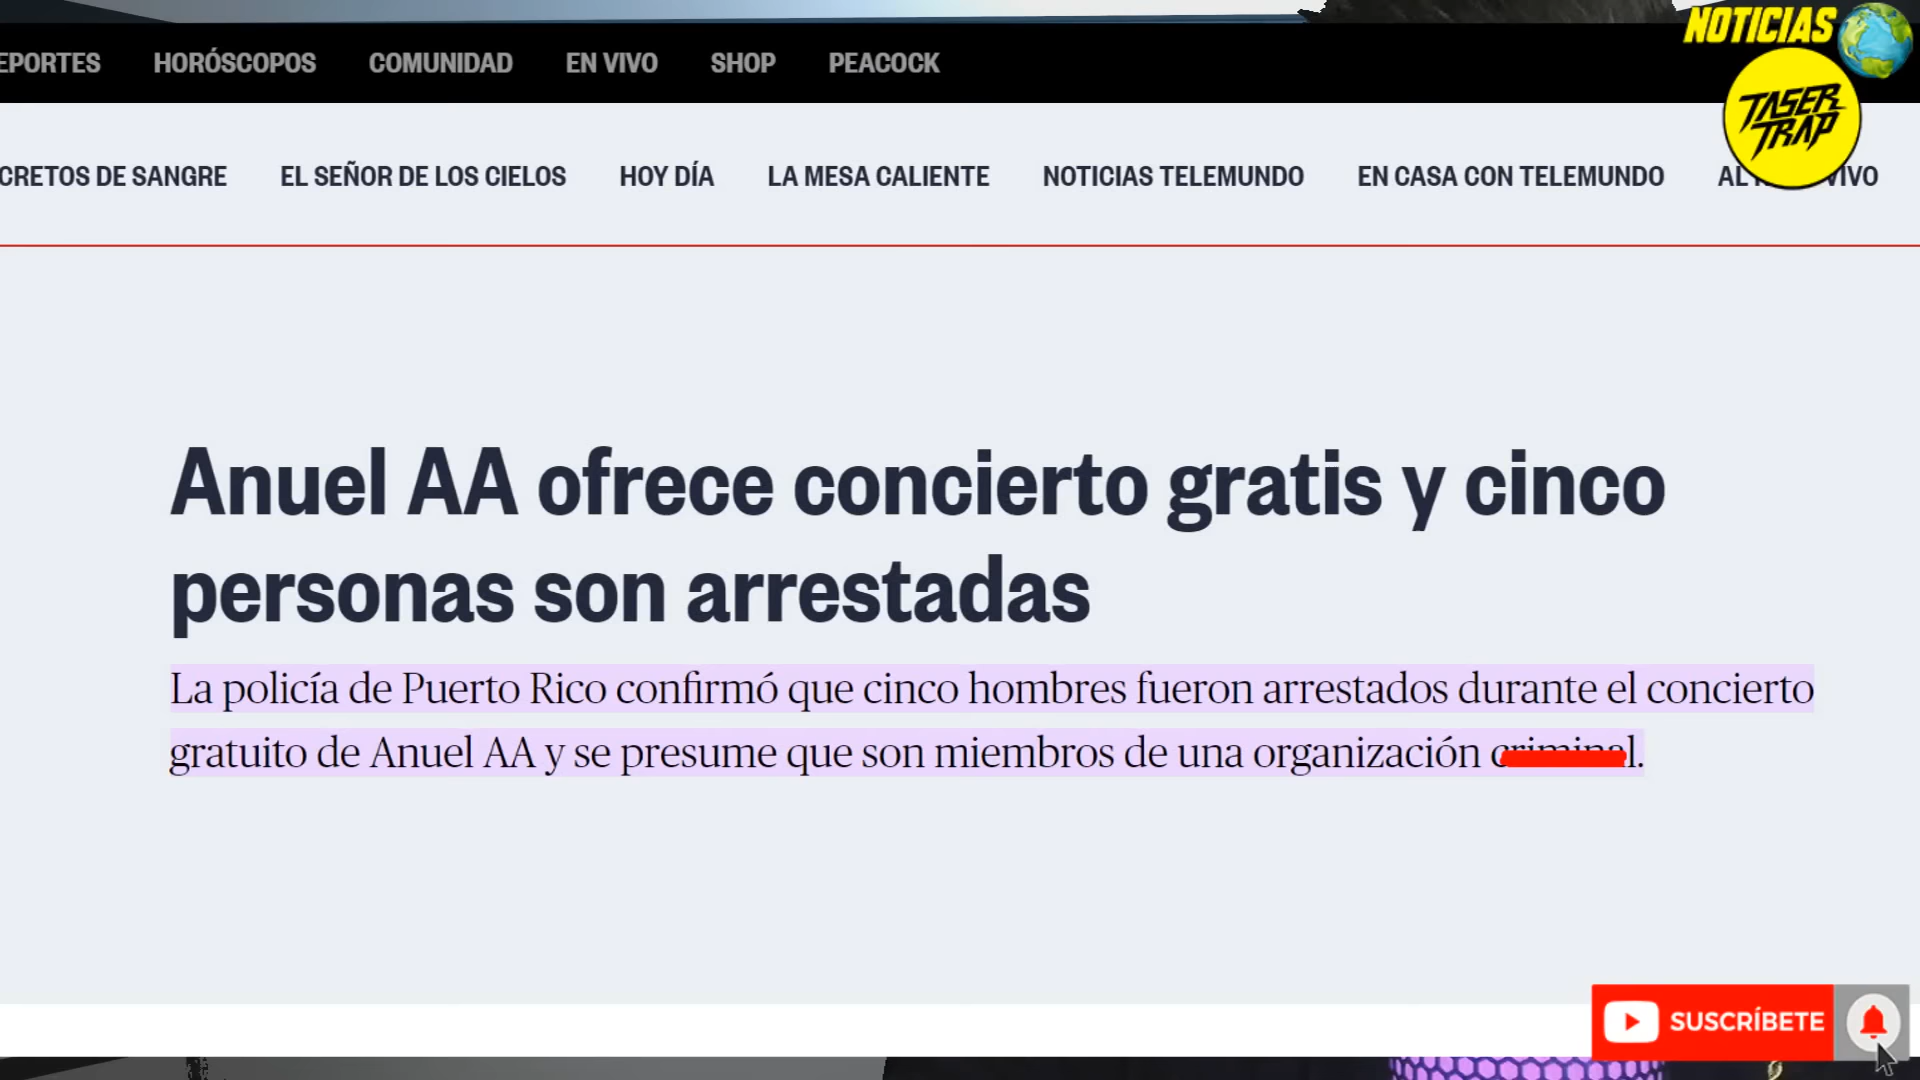 NOTICIAS
EPORTES HORÓSCOPOS COMUNIDAD EN VIVO SHOP PEACOCK
TASER
TRAP
CRETOS DE SANGRE EL SEÑOR DE LOS CIELOS HOY DÍA LA MESA CALIENTE NOTICIAS TELEMUNDO EN CASA CON TELEMUNDO AL VIVO
Anuel AA ofrece concierto gratis y cinco
personas son arrestadas
La policía de Puerto Rico confirmó que cinco hombres fueron arrestados durante el concierto
gratuito de Anuel AA y se presume que son miembros de una organización criminal.
SUSCRÍBETE